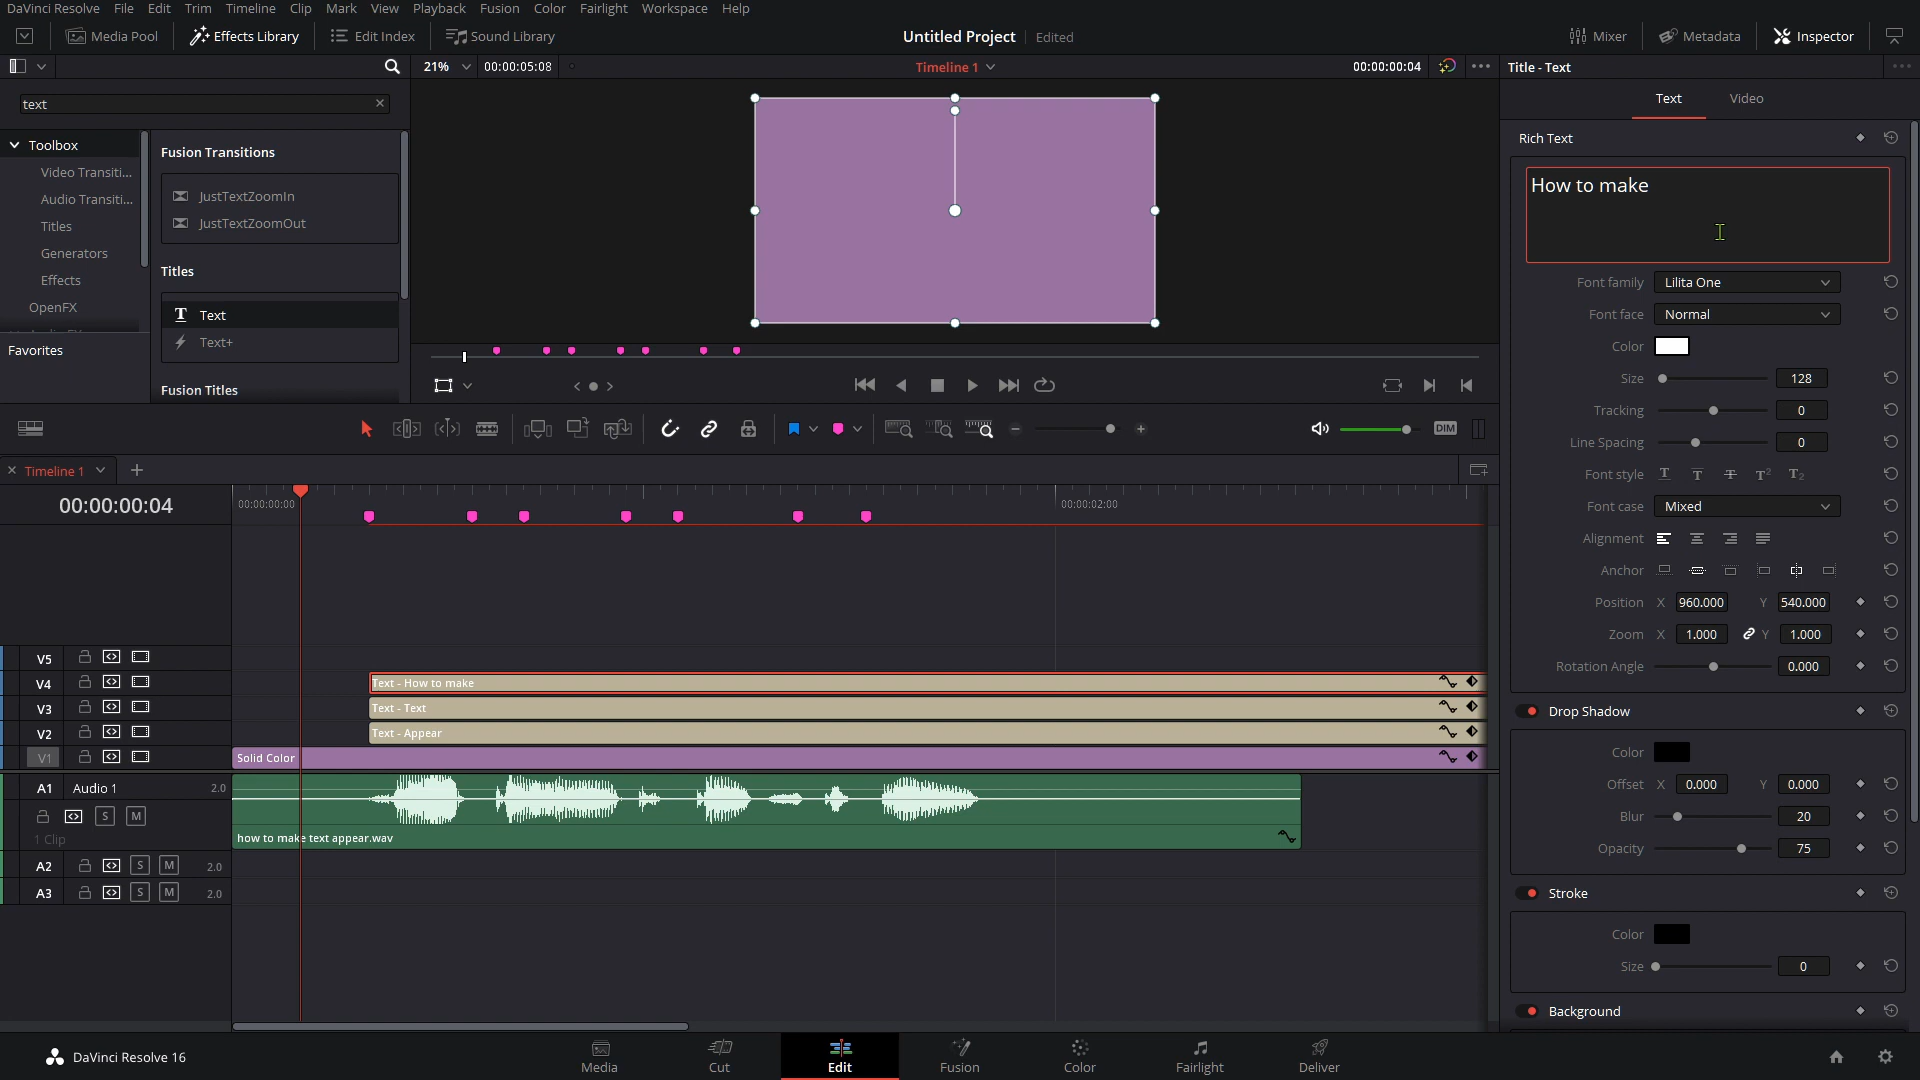 DaVinci Resolve File Edit Trim Timeline Clip Mark View Playback Fusion Color Fairlight Workspace Help
Media Pool Effects Library Edit Index Sound Library Untitled Project Edited Mixer Metadata Inspector
21% 00:00:05:08 Timeline 1 00:00:00:04 Title - Text
text
Text Video
Toolbox
Video Transiti...
Audio Transiti...
Titles
Generators
Effects
OpenFX
Favorites
Fusion Transitions
JustTextZoomIn
JustTextZoomOut
Titles
Text
Text+
Fusion Titles
Rich Text
How to make
Font family Lilita One
Font face Normal
Color
Size 128
Tracking 0
Line Spacing 0
Font style T T T T² T₂
Font case Mixed
Alignment
Anchor
Position X 960.000 Y 540.000
Zoom X 1.000 Y 1.000
Rotation Angle 0.000
Drop Shadow
Color
Offset X 0.000 Y 0.000
Blur 20
Opacity 75
Stroke
Color
Size 0
Background
DIM
Timeline 1
00:00:00:04 00:00:00:00 00:00:02:00
V5
V4 Text - How to make
V3 Text - Text
V2 Text - Appear
V1 Solid Color
A1 Audio 1 2.0
S M
1 Clip how to make text appear.wav
A2 S M 2.0
A3 S M 2.0
DaVinci Resolve 16 Media Cut Edit Fusion Color Fairlight Deliver